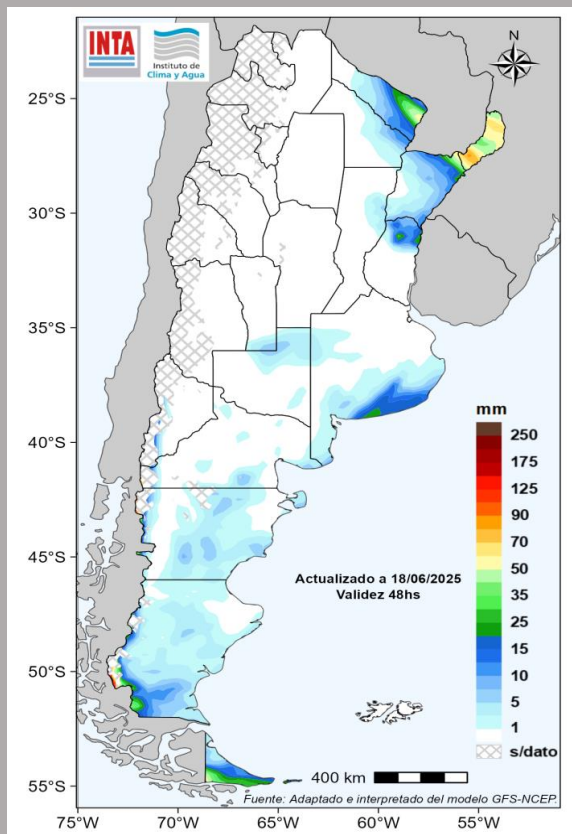 INTA
Instituto de
Clima y Agua
N
25°S
30°S
35°S
40°S
45°S
50°S
55°S
75°W
70°W
65°W
60°W
55°W
Actualizado a 18/06/2025
Validez 48hs
mm
250
175
125
90
70
50
35
25
15
10
5
1
s/dato
400 km
Fuente: Adaptado e interpretado del modelo GFS-NCEP.